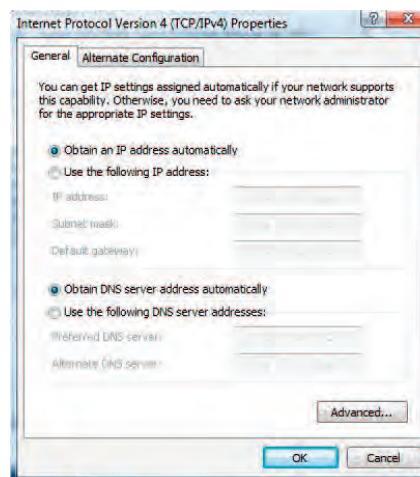 Internet Protocol Version 4 (TCP/IPv4) Properties
General
Alternate Configuration
You can get IP settings assigned automatically if your network supports
this capability. Otherwise, you need to ask your network administrator
for the appropriate IP settings.
Obtain an IP address automatically
Use the following IP address:
IP address:
Subnet mask:
Default gateway:
Obtain DNS server address automatically
Use the following DNS server addresses:
Preferred DNS server:
Alternate DNS server:
Advanced...
OK
Cancel